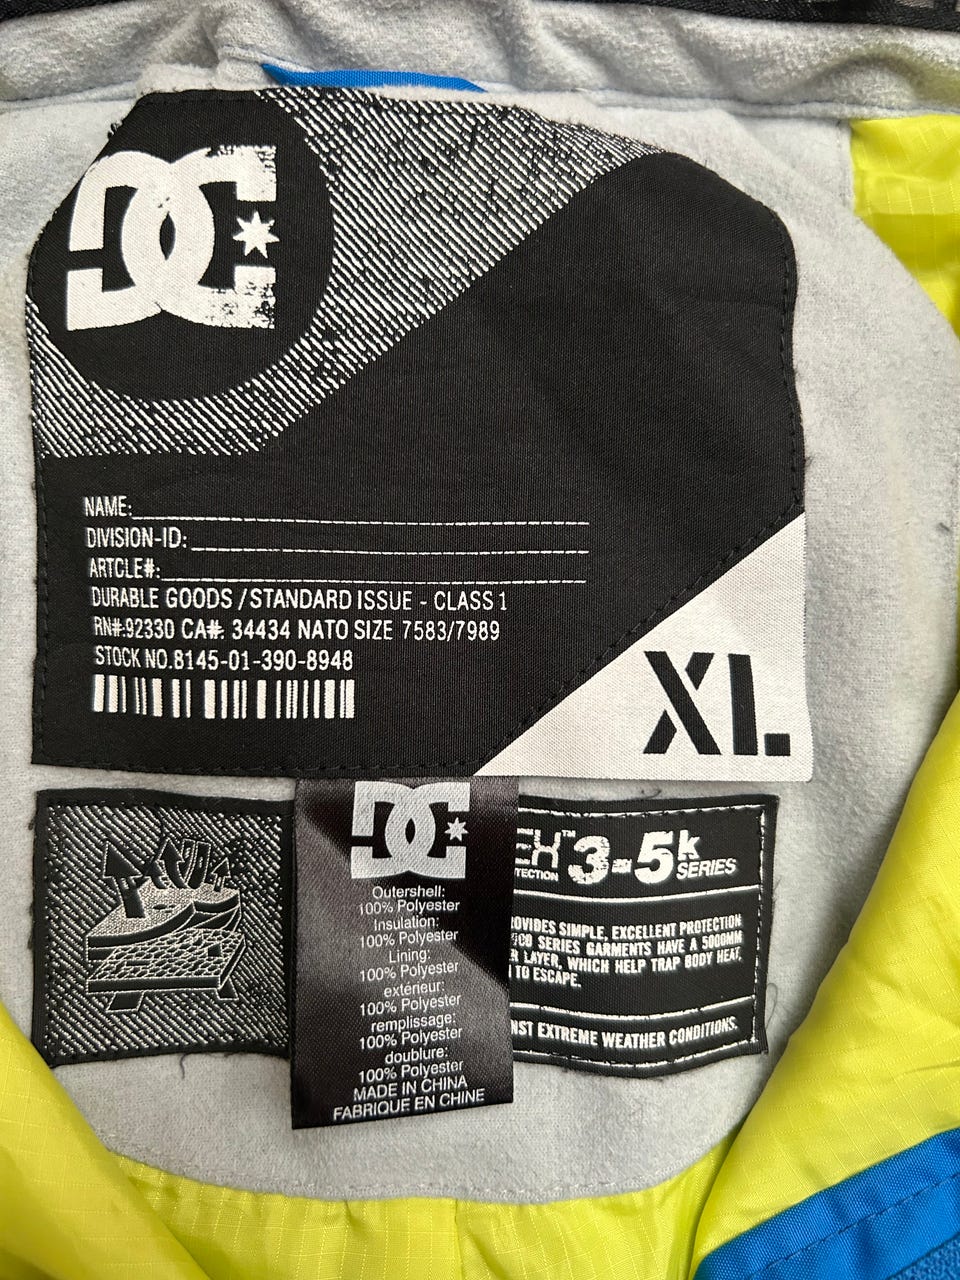 DC
NAME:
DIVISION-ID:
ARTCLE#:
DURABLE GOODS / STANDARD ISSUE - CLASS 1
RN#:92330 CA#: 34434 NATO SIZE 7583/7989
STOCK NO.8145-01-390-8948
XL
DC
Outershell:
100% Polyester
Insulation:
100% Polyester
Lining:
100% Polyester
extérieur:
100% Polyester
remplissage:
100% Polyester
doublure:
100% Polyester
MADE IN CHINA
FABRIQUE EN CHINE
3 5k
SERIES
SIMPLE, EXCELLENT PROTECTION
SERIES GARMENTS HAVE A 5000MM
LAYER, WHICH HELP TRAP BODY HEAT,
TO ESCAPE.
EXTREME WEATHER CONDITIONS.